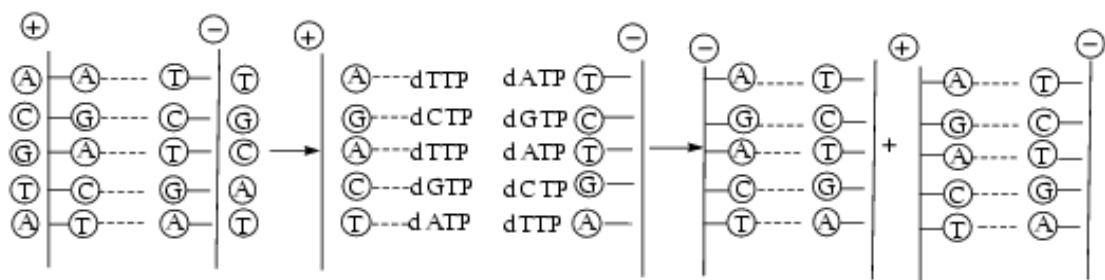 + − + − − + −
A A T T A dTTP dATP T A T A T
C G C G G dCTP dGTP C G C G C
G A T C A dTTP dATP T A T + A T
T C G A C dGTP dCTP G C G C G
A T A T T dATP dTTP A T A T A